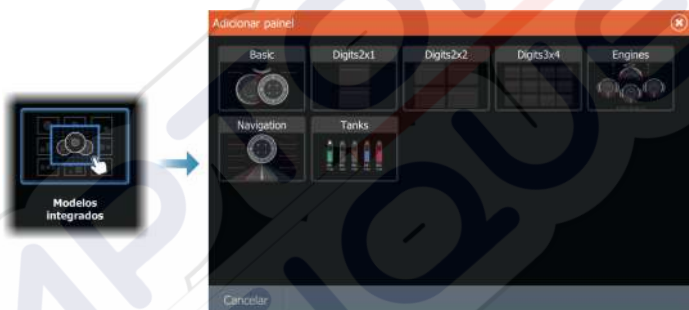 Adicionar painel
Basic
Digits2x1
Digits2x2
Digits3x4
Engines
Navigation
Tanks
Modelos
integrados
Cancelar